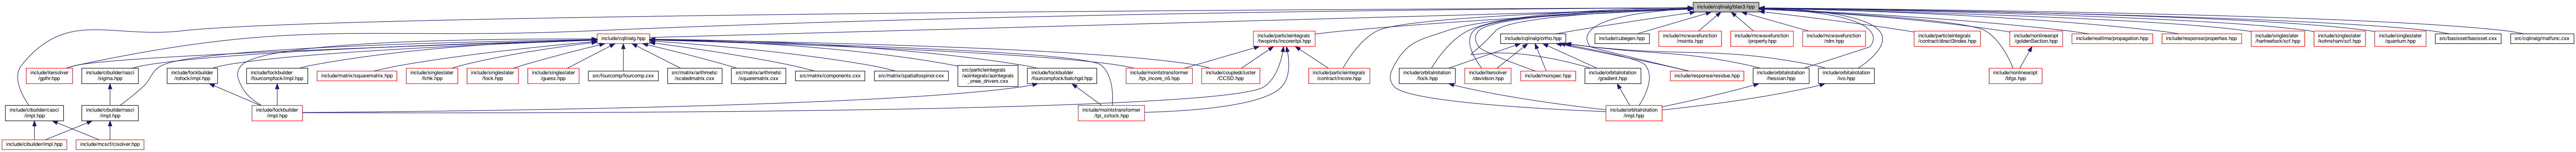 include/cqlinalg/blas3.hpp
include/cqlinalg.hpp
include/particleintegrals
/twopints/incoreritpi.hpp
include/cqlinalg/ortho.hpp
include/cubegen.hpp
include/mcwavefunction
/moints.hpp
include/mcwavefunction
/property.hpp
include/mcwavefunction
/rdm.hpp
include/particleintegrals
/contract/direct3index.hpp
include/nonlinearopt
/goldenSection.hpp
include/realtime/propagation.hpp
include/response/properties.hpp
include/singleslater
/hartreefock/scf.hpp
include/singleslater
/kohnsham/scf.hpp
include/singleslater
/quantum.hpp
src/basisset/basisset.cxx
src/cqlinalg/matfunc.cxx
include/itersolver
/gplhr.hpp
include/cibuilder/rasci
/sigma.hpp
include/fockbuilder
/rofock/impl.hpp
include/fockbuilder
/fourcompfock/impl.hpp
include/matrix/squarematrix.hpp
include/singleslater
/fchk.hpp
include/singleslater
/fock.hpp
include/singleslater
/guess.hpp
src/fourcomp/fourcomp.cxx
src/matrix/arithmetic
/scaledmatrix.cxx
src/matrix/arithmetic
/squarematrix.cxx
src/matrix/components.cxx
src/matrix/spatialtospinor.cxx
src/particleintegrals
/aointegrals/aointegrals
_onee_drivers.cxx
include/fockbuilder
/fourcompfock/batchgd.hpp
include/mointstransformer
/tpi_incore_n5.hpp
include/coupledcluster
/CCSD.hpp
include/particleintegrals
/contract/incore.hpp
include/orbitalrotation
/fock.hpp
include/itersolver
/davidson.hpp
include/morspec.hpp
include/orbitalrotation
/gradient.hpp
include/response/residue.hpp
include/orbitalrotation
/hessian.hpp
include/orbitalrotation
/ivo.hpp
include/nonlinearopt
/bfgs.hpp
include/cibuilder/casci
/impl.hpp
include/cibuilder/rasci
/impl.hpp
include/fockbuilder
/impl.hpp
include/mointstransformer
/tpi_ssfock.hpp
include/orbitalrotation
/impl.hpp
include/cibuilder/impl.hpp
include/mcscf/cisolver.hpp